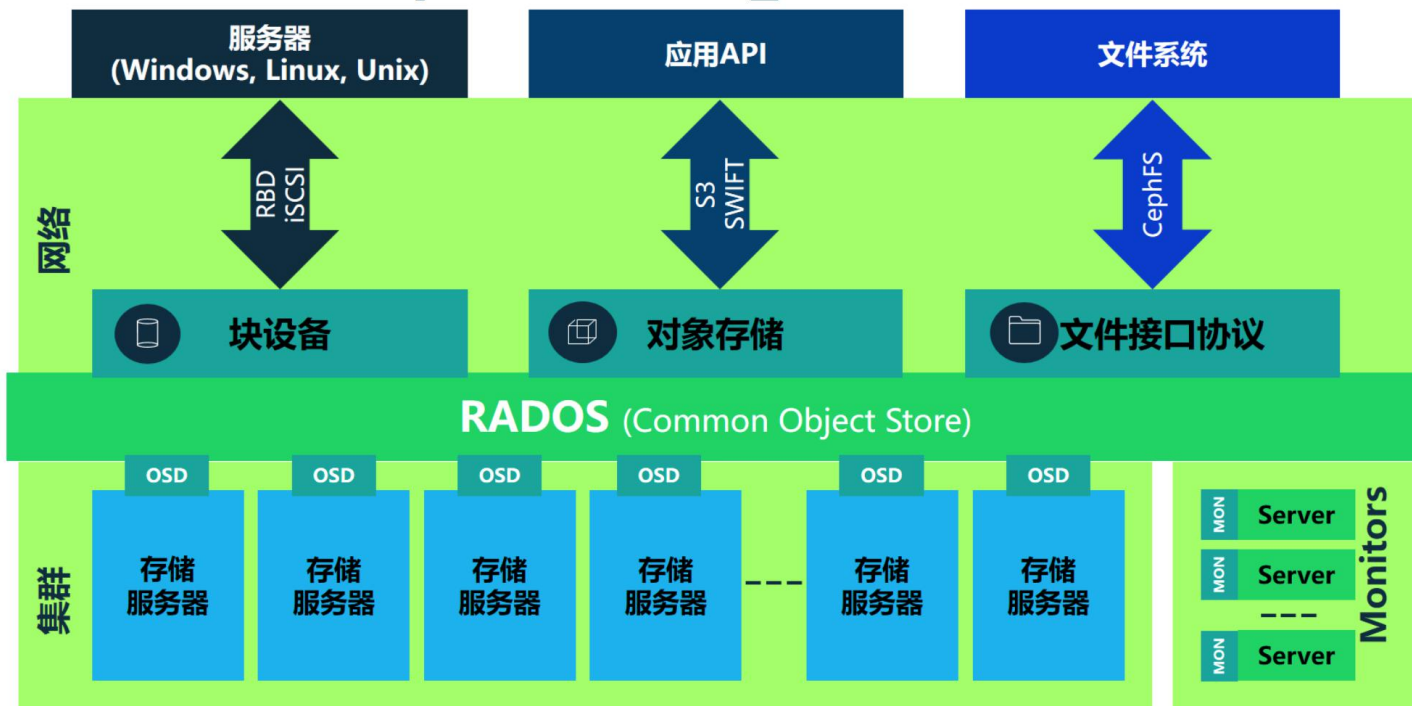 服务器
(Windows, Linux, Unix)
应用API
文件系统
网络
RBD
iSCSI
S3
SWIFT
CephFS
块设备
对象存储
文件接口协议
RADOS (Common Object Store)
集群
OSD
OSD
OSD
OSD
OSD
OSD
存储
服务器
存储
服务器
存储
服务器
存储
服务器
存储
服务器
存储
服务器
MON
Server
MON
Server
MON
Server
Monitors